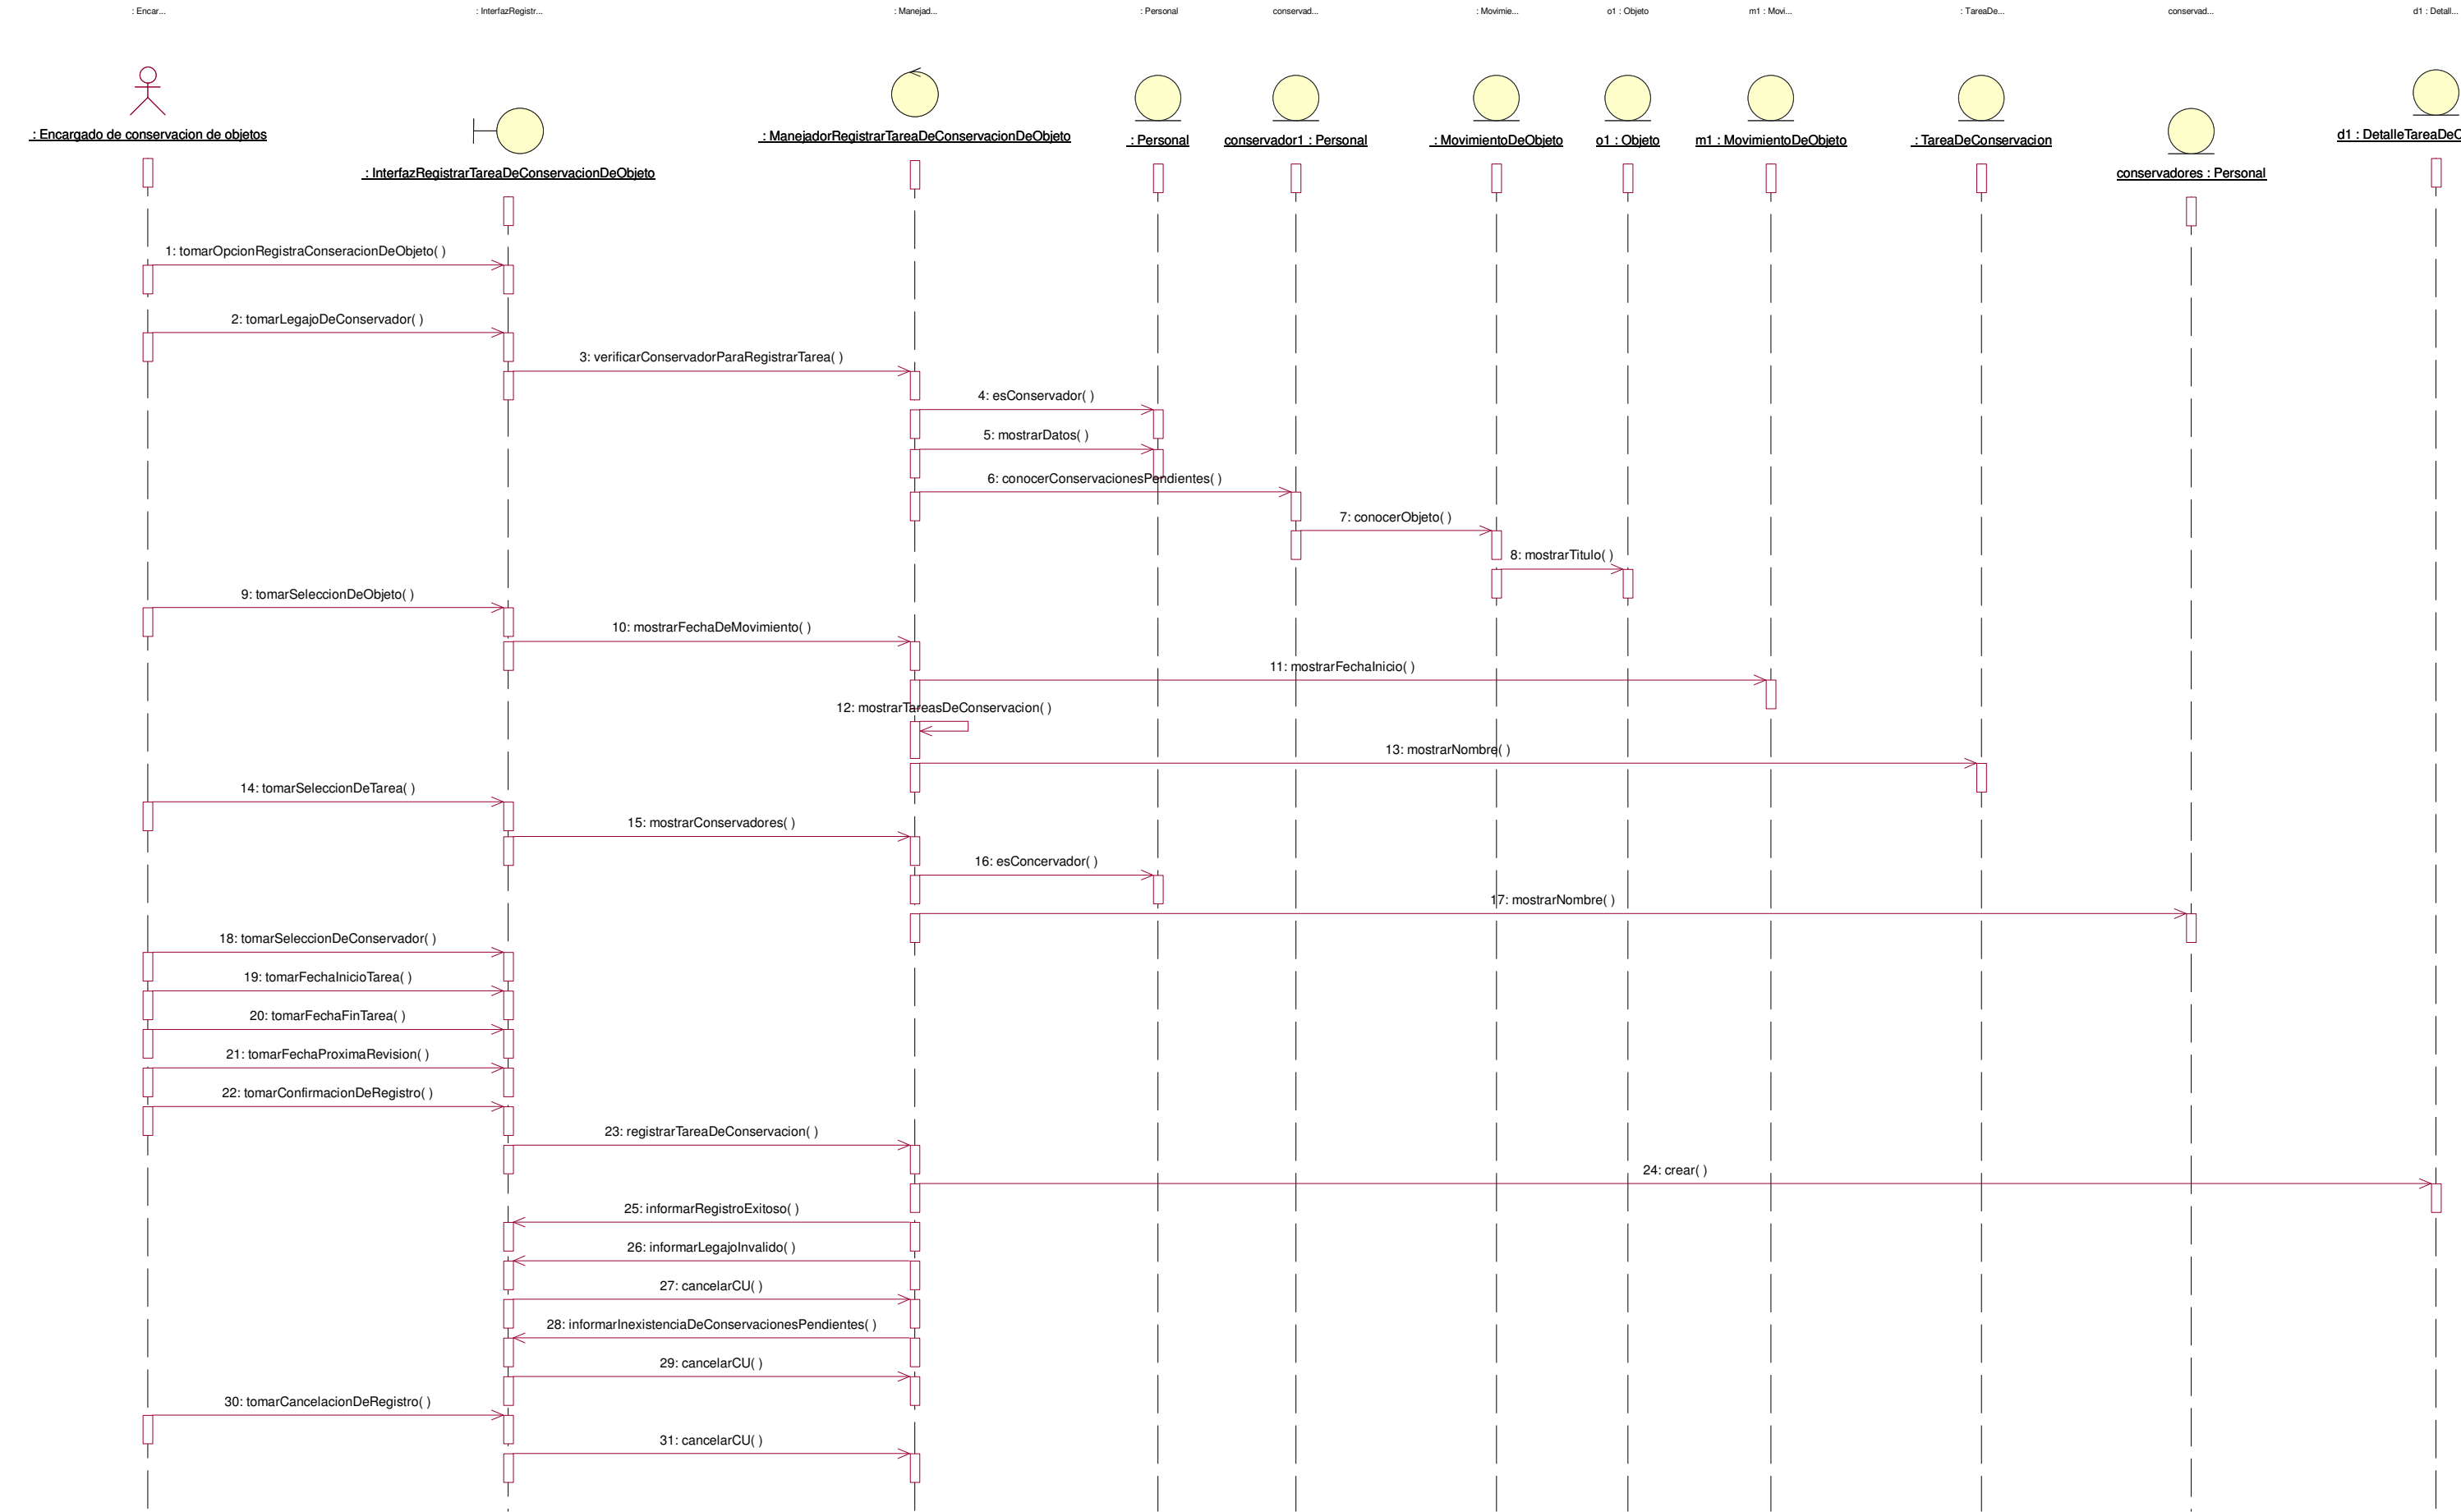 : Encar...
: InterfazRegistr...
: Manejad...
: Personal
conservad...
: Movimie...
o1 : Objeto
m1 : Movi...
: TareaDe...
conservad...
d1 : Detall...
: Encargado de conservacion de objetos
: InterfazRegistrarTareaDeConservacionDeObjeto
: ManejadorRegistrarTareaDeConservacionDeObjeto
: Personal
conservador1 : Personal
: MovimientoDeObjeto
o1 : Objeto
m1 : MovimientoDeObjeto
: TareaDeConservacion
conservadores : Personal
d1 : DetalleTareaDeC
1: tomarOpcionRegistraConseracionDeObjeto( )
2: tomarLegajoDeConservador( )
3: verificarConservadorParaRegistrarTarea( )
4: esConservador( )
5: mostrarDatos( )
6: conocerConservacionesPendientes( )
7: conocerObjeto( )
8: mostrarTitulo( )
9: tomarSeleccionDeObjeto( )
10: mostrarFechaDeMovimiento( )
11: mostrarFechaInicio( )
12: mostrarTareasDeConservacion( )
13: mostrarNombre( )
14: tomarSeleccionDeTarea( )
15: mostrarConservadores( )
16: esConcervador( )
17: mostrarNombre( )
18: tomarSeleccionDeConservador( )
19: tomarFechaInicioTarea( )
20: tomarFechaFinTarea( )
21: tomarFechaProximaRevision( )
22: tomarConfirmacionDeRegistro( )
23: registrarTareaDeConservacion( )
24: crear( )
25: informarRegistroExitoso( )
26: informarLegajoInvalido( )
27: cancelarCU( )
28: informarInexistenciaDeConservacionesPendientes( )
29: cancelarCU( )
30: tomarCancelacionDeRegistro( )
31: cancelarCU( )